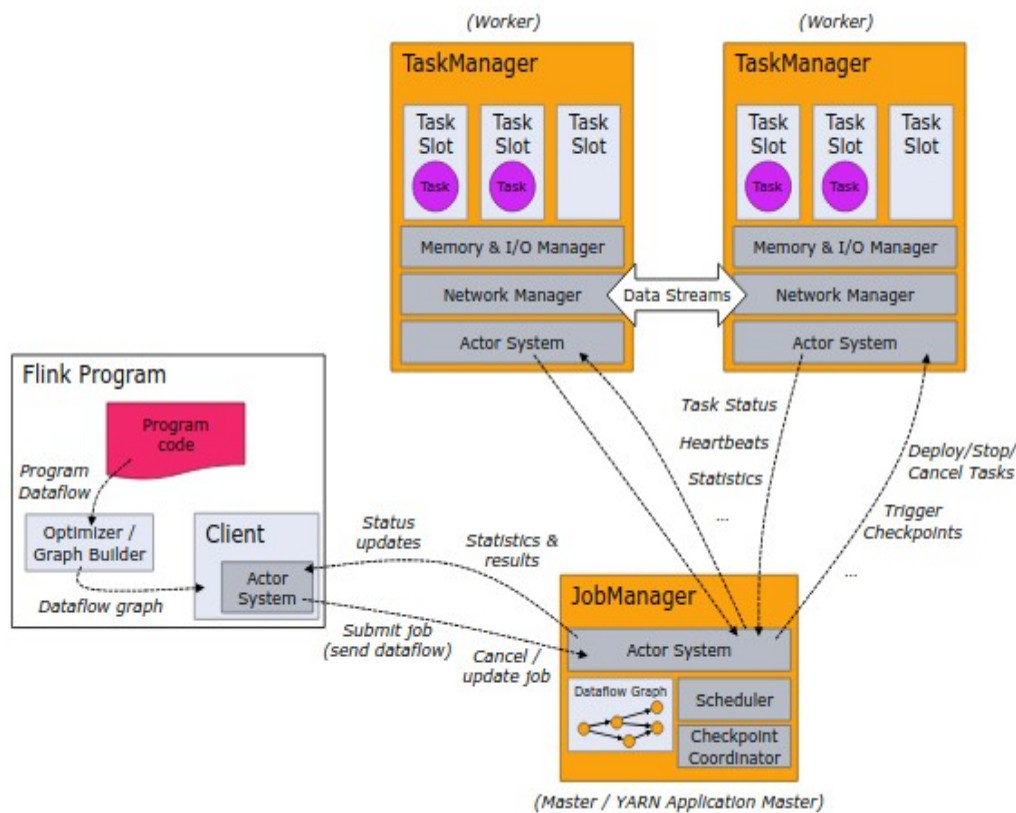 (Worker)
(Worker)
TaskManager
TaskManager
Task
Slot
Task
Task
Slot
Task
Task
Slot
Task
Slot
Task
Task
Slot
Task
Task
Slot
Memory & I/O Manager
Memory & I/O Manager
Network Manager
Data Streams
Network Manager
Actor System
Actor System
Flink Program
Program
code
Program
Dataflow
Optimizer /
Graph Builder
Dataflow graph
Client
Actor
System
Status
updates
Statistics &
results
Submit job
(send dataflow)
Cancel /
update job
Task Status
Heartbeats
Statistics
...
Deploy/Stop/
Cancel Tasks
Trigger
Checkpoints
...
JobManager
Actor System
Dataflow Graph
Scheduler
Checkpoint
Coordinator
(Master / YARN Application Master)